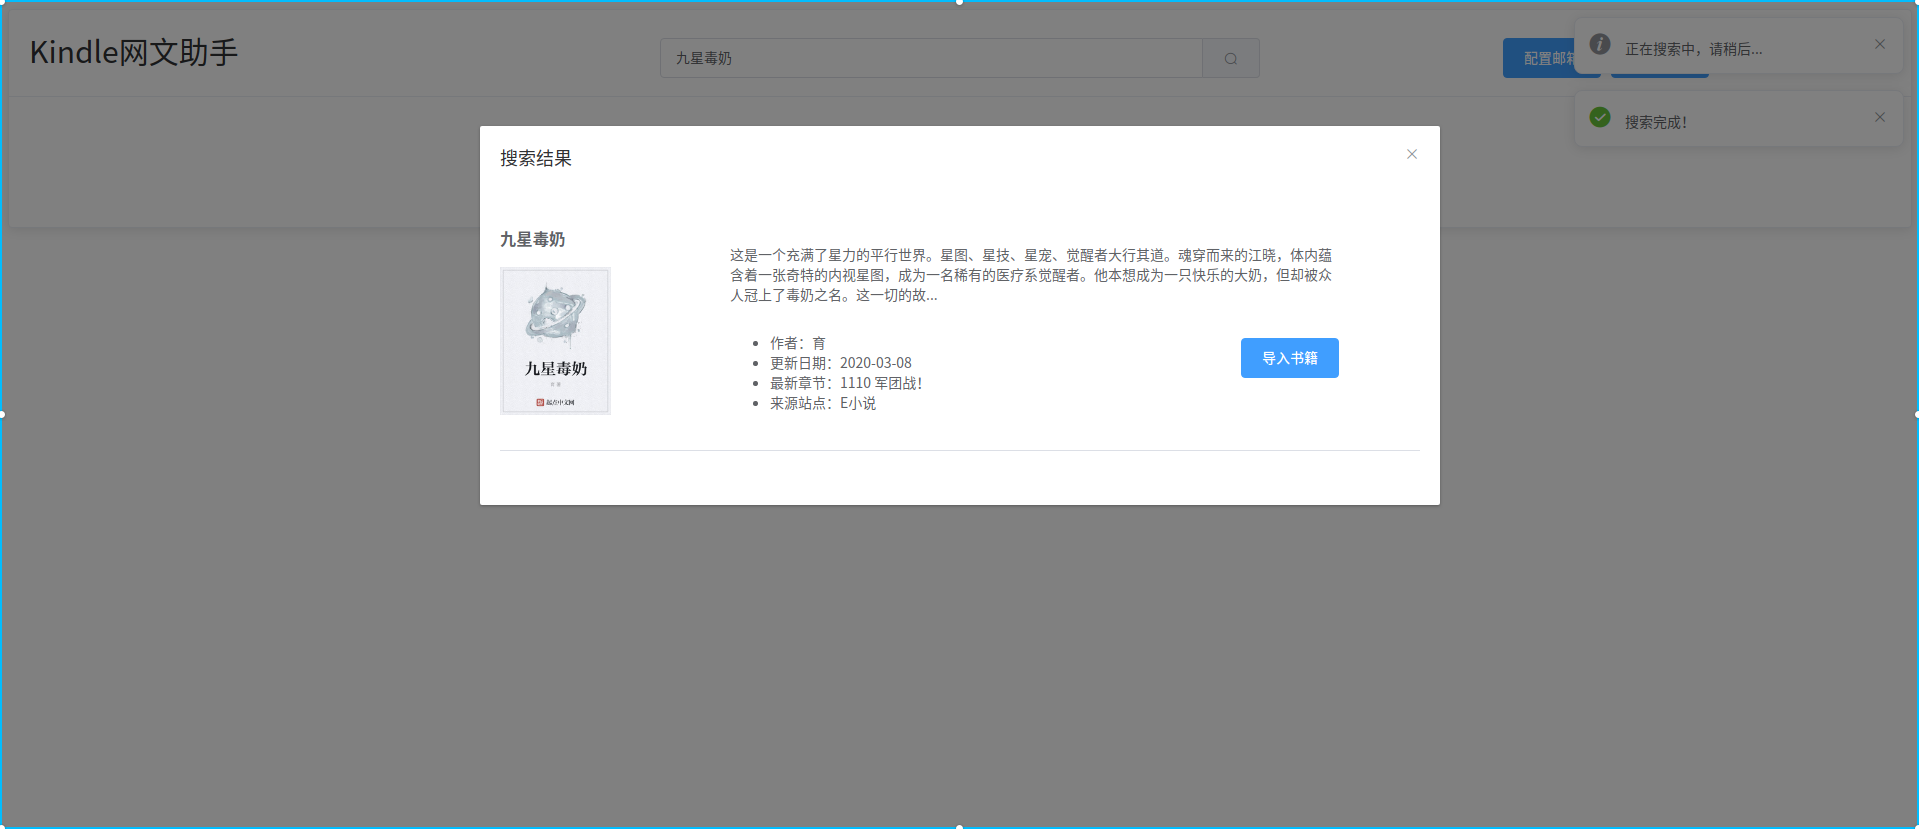 Kindle网文助手
九星毒奶
配置邮箱
正在搜索中，请稍后...
搜索完成！
搜索结果
九星毒奶
九星毒奶
起点中文网
这是一个充满了星力的平行世界。星图、星技、星宠、觉醒者大行其道。魂穿而来的江晓，体内蕴
含着一张奇特的内视星图，成为一名稀有的医疗系觉醒者。他本想成为一只快乐的大奶，但却被众
人冠上了毒奶之名。这一切的故...
作者：育
更新日期：2020-03-08
最新章节：1110 军团战！
来源站点：E小说
导入书籍